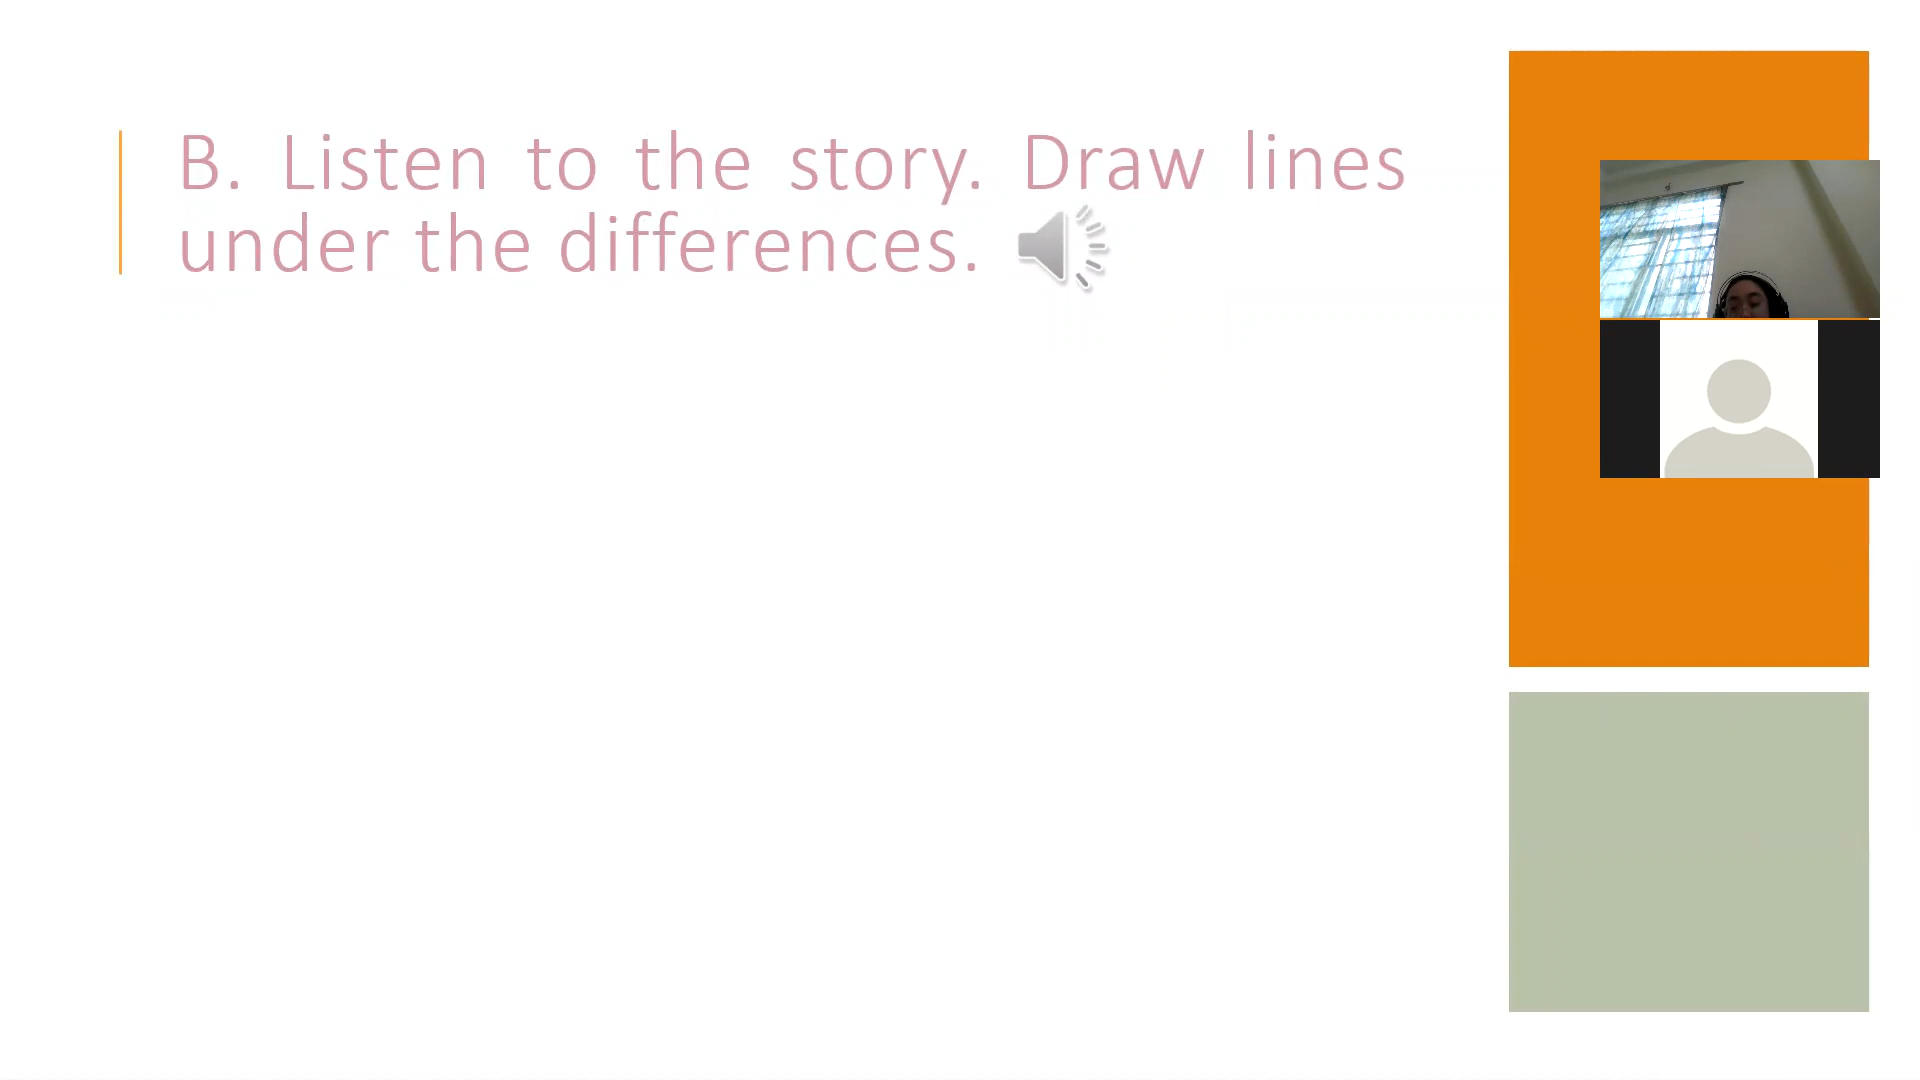 B. Listen to the story. Draw lines
under the differences.